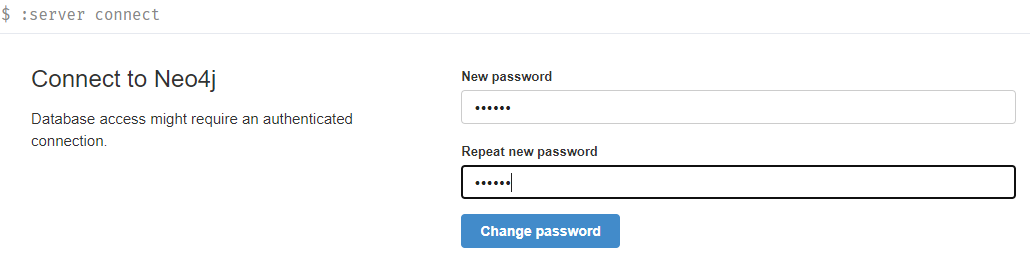 $ :server connect
Connect to Neo4j
Database access might require an authenticated
connection.
New password
••••••
Repeat new password
••••••
Change password